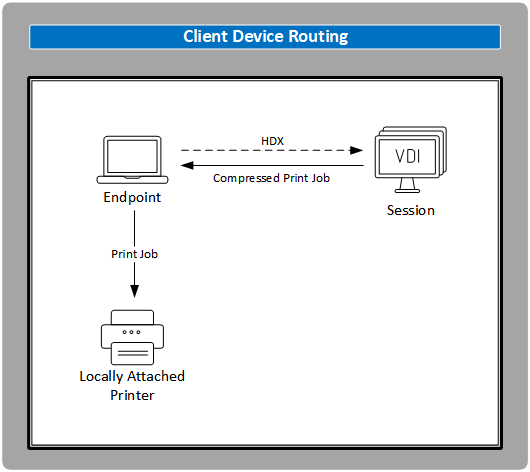 Client Device Routing
HDX
VDI
Compressed Print Job
Endpoint
Session
Print Job
Locally Attached
Printer